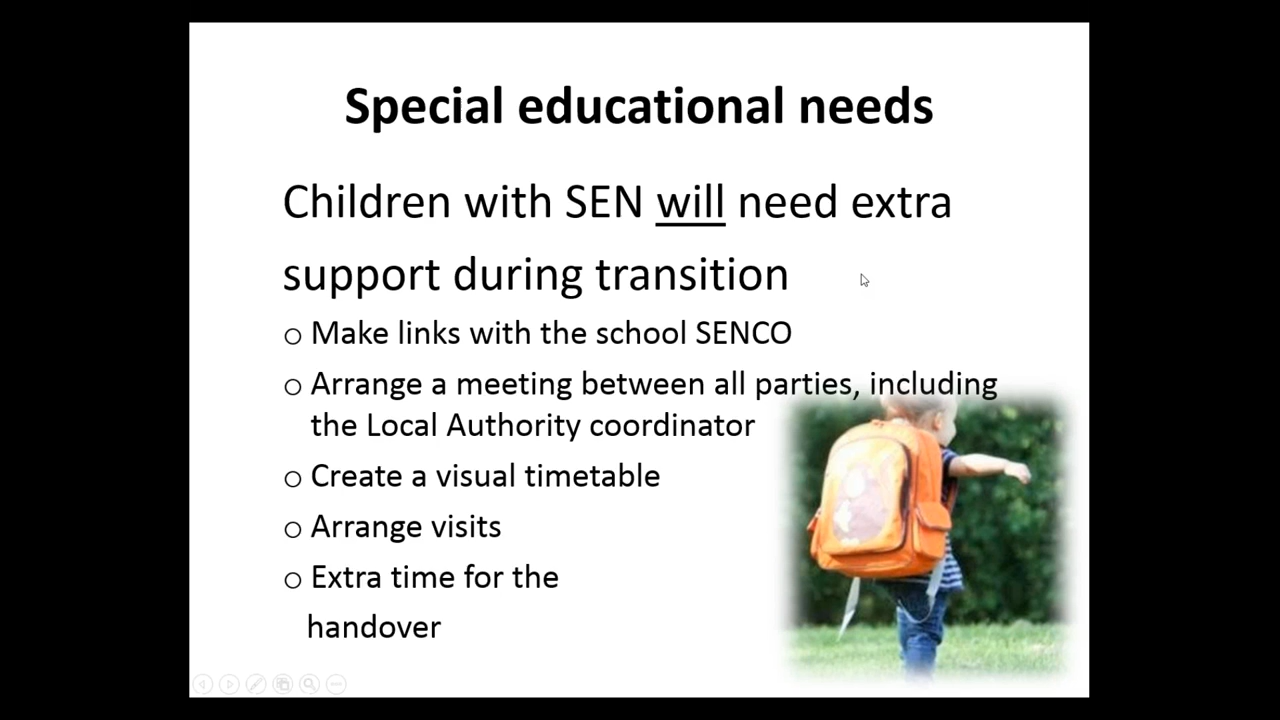 Special educational needs
Children with SEN will need extra
support during transition
o Make links with the school SENCO
o Arrange a meeting between all parties, including
the Local Authority coordinator
o Create a visual timetable
o Arrange visits
o Extra time for the
handover